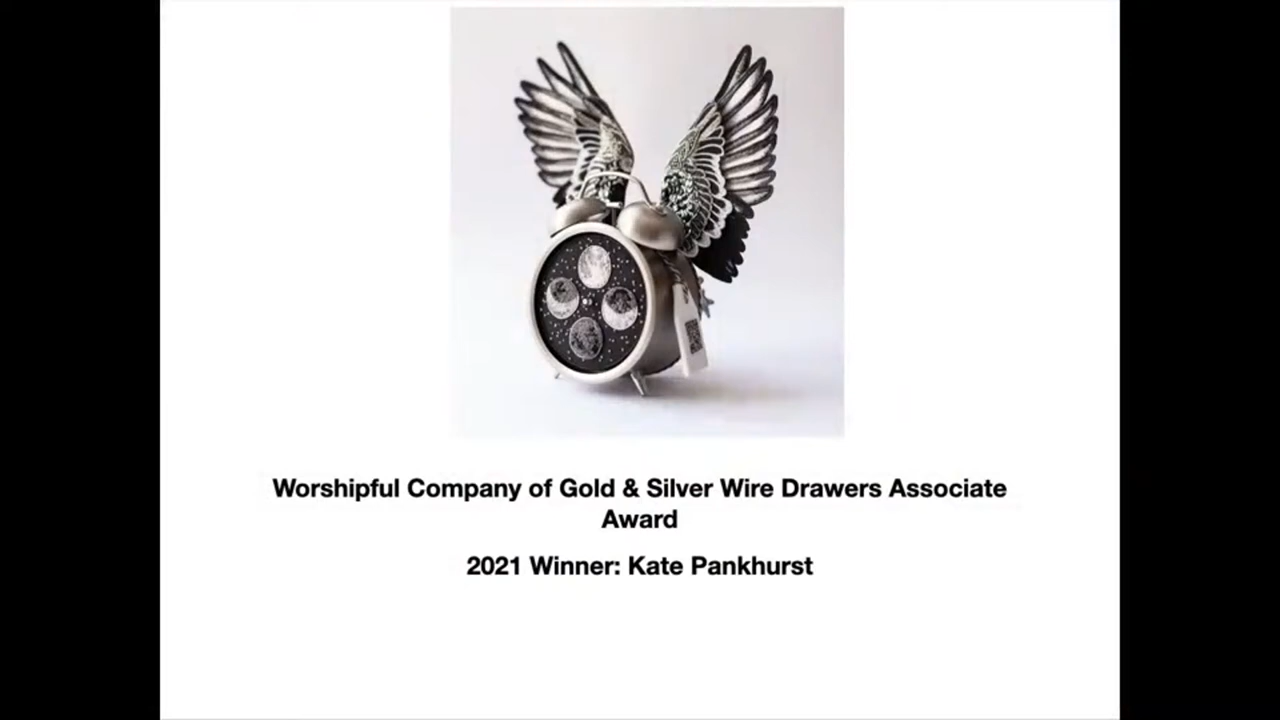 Worshipful Company of Gold & Silver Wire Drawers Associate
Award
2021 Winner: Kate Pankhurst